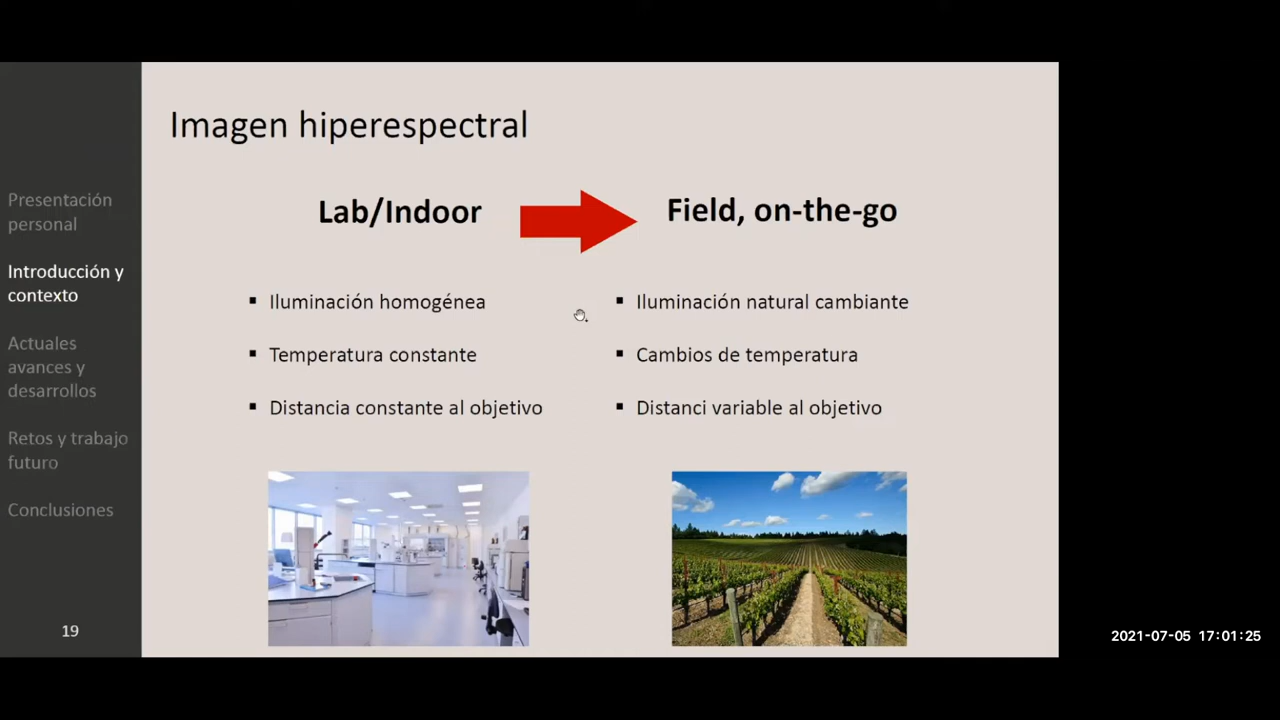 Imagen hiperespectral
Presentación
personal
Introducción y
contexto
Actuales
avances y
desarrollos
Retos y trabajo
futuro
Conclusiones
19
Lab/Indoor
▪ Iluminación homogénea
▪ Temperatura constante
▪ Distancia constante al objetivo
Field, on-the-go
▪ Iluminación natural cambiante
▪ Cambios de temperatura
▪ Distanci variable al objetivo
2021-07-05 17:01:25